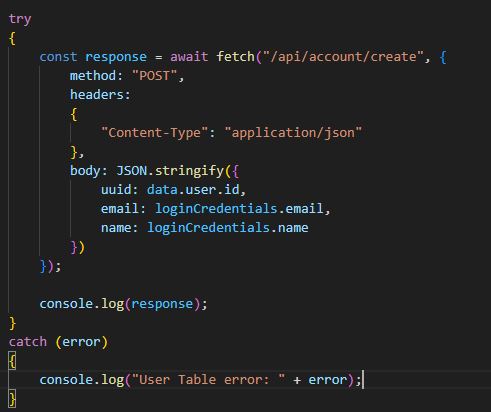 try
{
    const response = await fetch("/api/account/create", {
        method: "POST",
        headers:
        {
            "Content-Type": "application/json"
        },
        body: JSON.stringify({
            uuid: data.user.id,
            email: loginCredentials.email,
            name: loginCredentials.name
        })
    });

    console.log(response);
}
catch (error)
{
    console.log("User Table error: " + error);
}